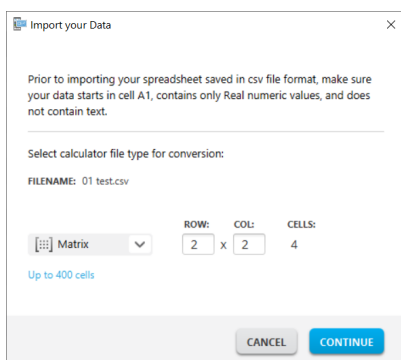 Import your Data
Prior to importing your spreadsheet saved in csv file format, make sure
your data starts in cell A1, contains only Real numeric values, and does
not contain text.
Select calculator file type for conversion:
FILENAME: 01 test.csv
ROW: COL: CELLS:
Matrix 2 x 2 4
Up to 400 cells
CANCEL CONTINUE